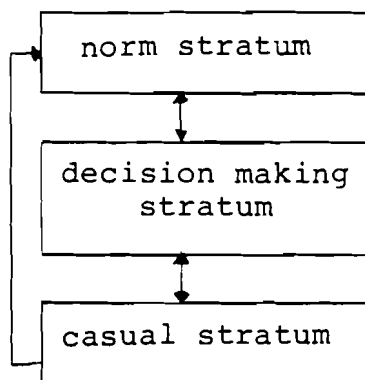 norm stratum
decision making
stratum
casual stratum